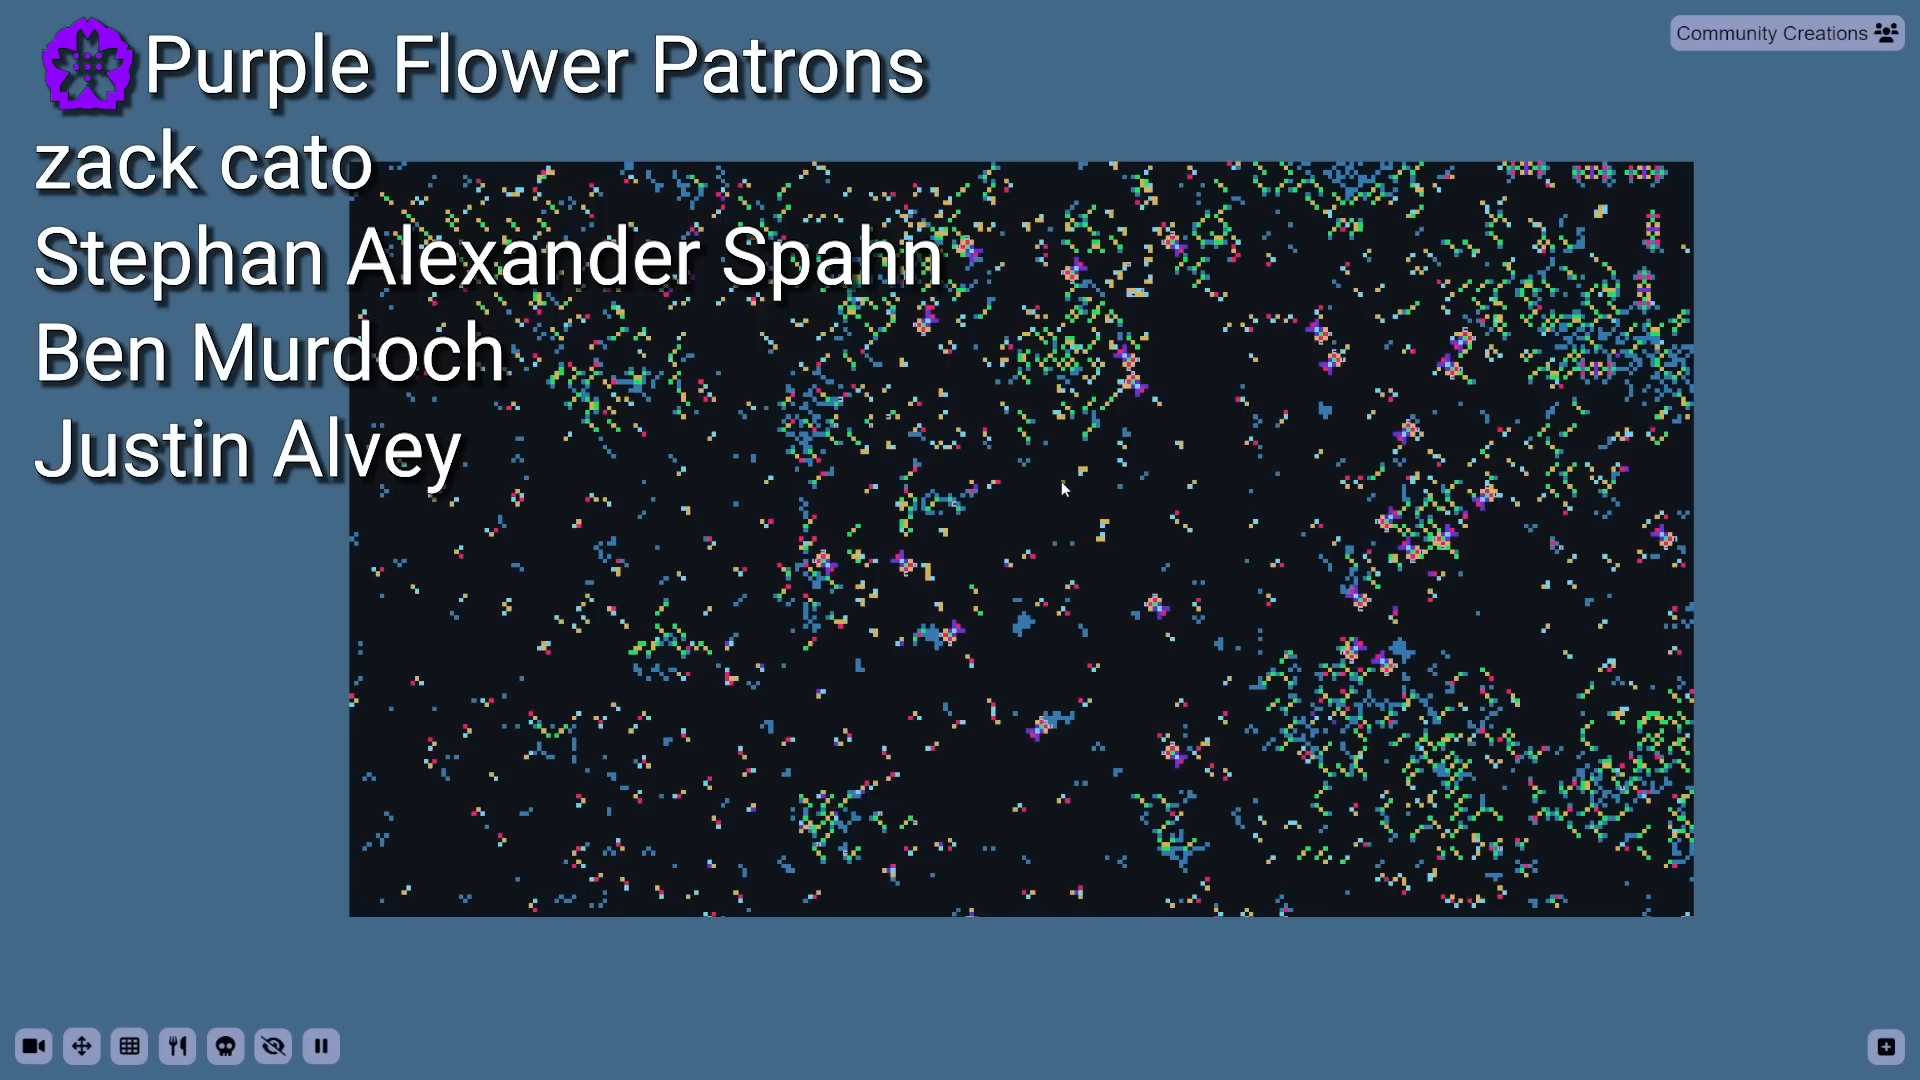 Purple Flower Patrons
Community Creations
zack cato
Stephan Alexander Spahn
Ben Murdoch
Justin Alvey